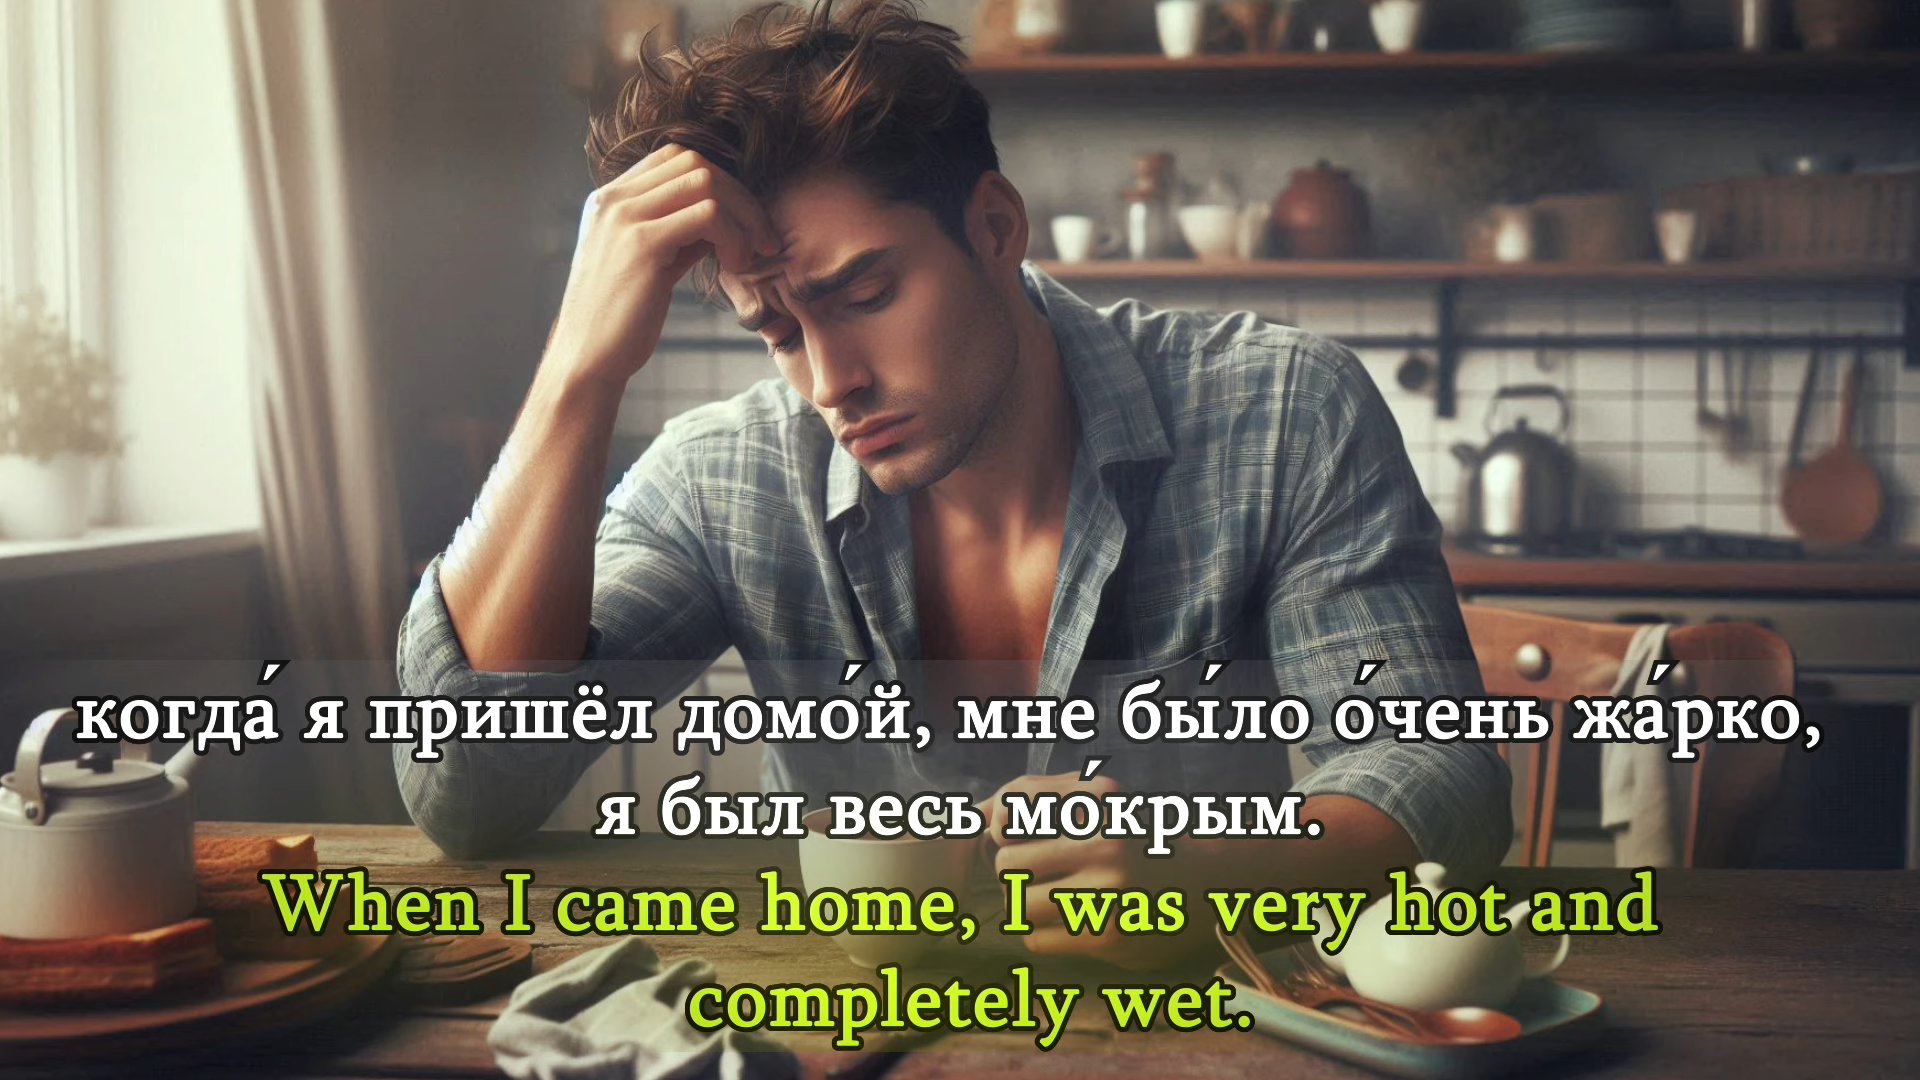 когда́ я пришёл домо́й, мне бы́ло о́чень жа́рко,
я был весь мо́крым.
When I came home, I was very hot and
completely wet.